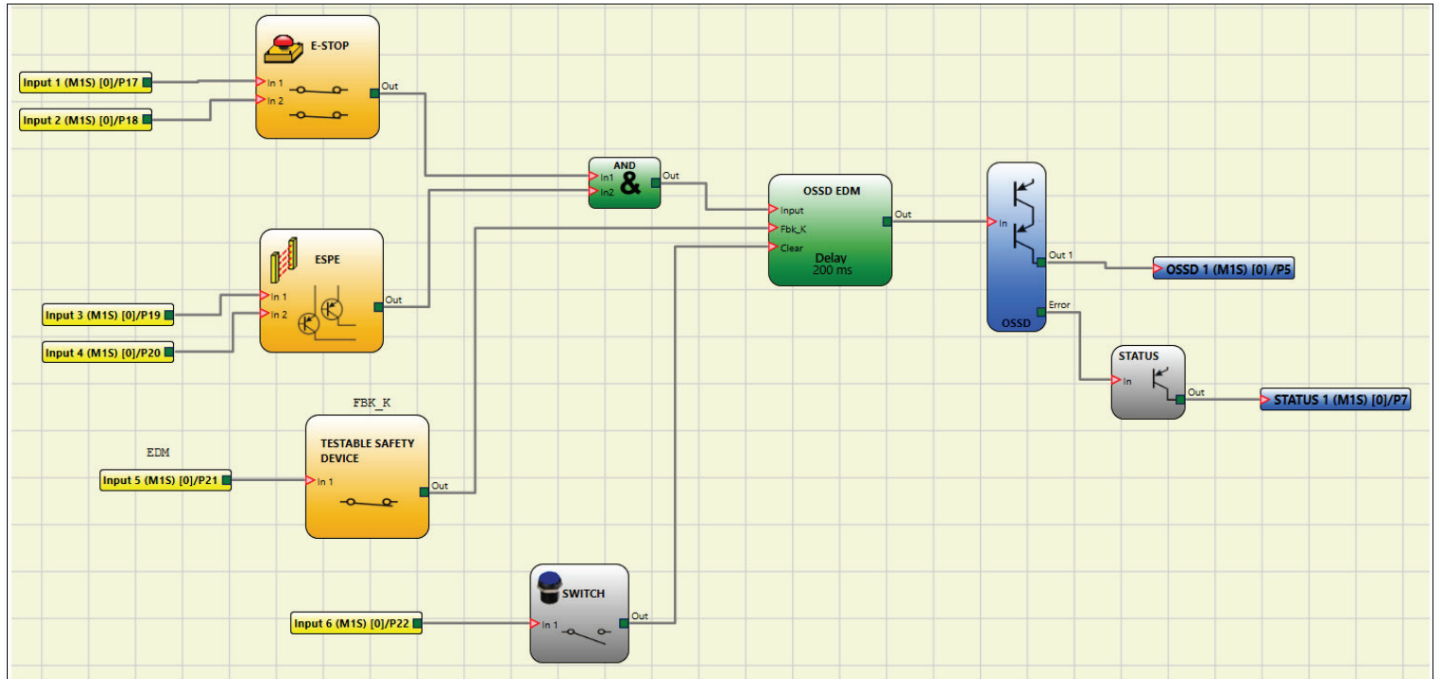 E-STOP
Input 1 (M1S) [0]/P17
In 1
Out
Input 2 (M1S) [0]/P18
In 2
AND
&
In1
Out
In2
OSSD EDM
Input
Fbk_K
Clear
Out
Delay
200 ms
In
Out 1
OSSD 1 (M1S) [0] /P5
Error
OSSD
STATUS
In
Out
STATUS 1 (M1S) [0]/P7
ESPE
Input 3 (M1S) [0]/P19
In 1
Out
In 2
Input 4 (M1S) [0]/P20
FBK_K
TESTABLE SAFETY
DEVICE
EDM
Input 5 (M1S) [0]/P21
In 1
Out
SWITCH
Input 6 (M1S) [0]/P22
In 1
Out